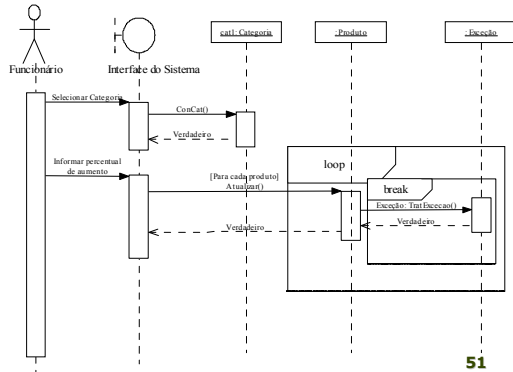 cat1: Categoria
: Produto
: Exceção
Funcionário
Interface do Sistema
Selecionar Categoria
ConCat()
Verdadeiro
Informar percentual
de aumento
[Para cada produto]
Atualizar()
loop
break
Exceção: TratExcecao()
Verdadeiro
Verdadeiro
51